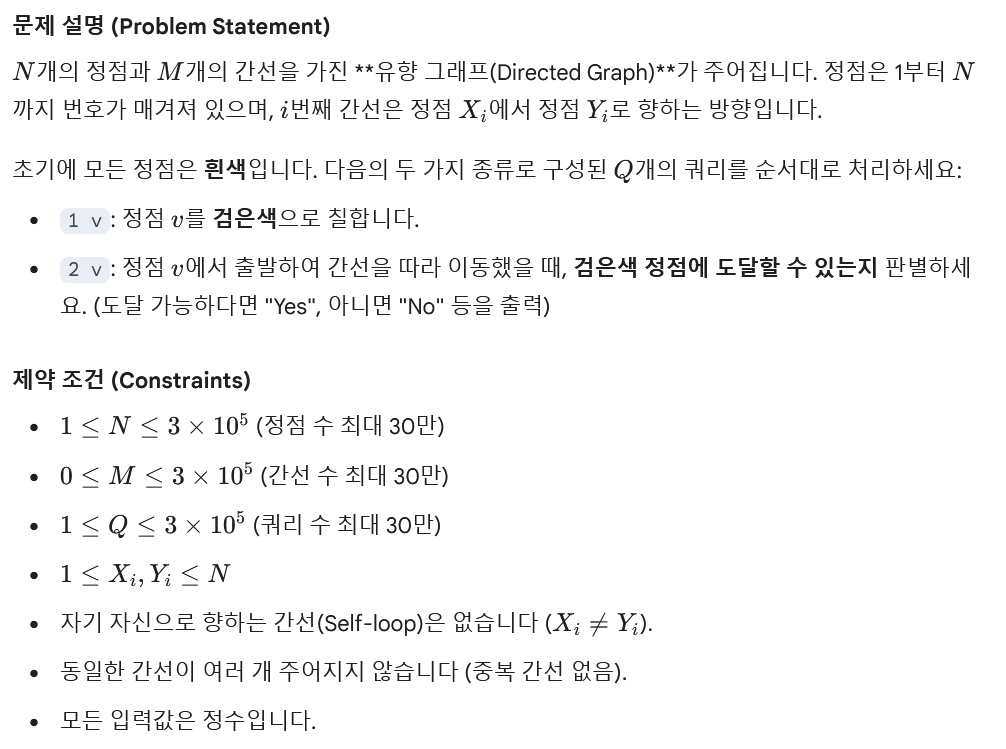 문제 설명 (Problem Statement)
N개의 정점과 M개의 간선을 가진 **유향 그래프(Directed Graph)**가 주어집니다. 정점은 1부터 N
까지 번호가 매겨져 있으며, i번째 간선은 정점 X_i에서 정점 Y_i로 향하는 방향입니다.
초기에 모든 정점은 흰색입니다. 다음의 두 가지 종류로 구성된 Q개의 쿼리를 순서대로 처리하세요:
• 1 v: 정점 v를 검은색으로 칠합니다.
• 2 v: 정점 v에서 출발하여 간선을 따라 이동했을 때, 검은색 정점에 도달할 수 있는지 판별하세
요. (도달 가능하다면 "Yes", 아니면 "No" 등을 출력)
제약 조건 (Constraints)
• 1 ≤ N ≤ 3 × 10^5 (정점 수 최대 30만)
• 0 ≤ M ≤ 3 × 10^5 (간선 수 최대 30만)
• 1 ≤ Q ≤ 3 × 10^5 (쿼리 수 최대 30만)
• 1 ≤ X_i, Y_i ≤ N
• 자기 자신으로 향하는 간선(Self-loop)은 없습니다 (X_i ≠ Y_i).
• 동일한 간선이 여러 개 주어지지 않습니다 (중복 간선 없음).
• 모든 입력값은 정수입니다.